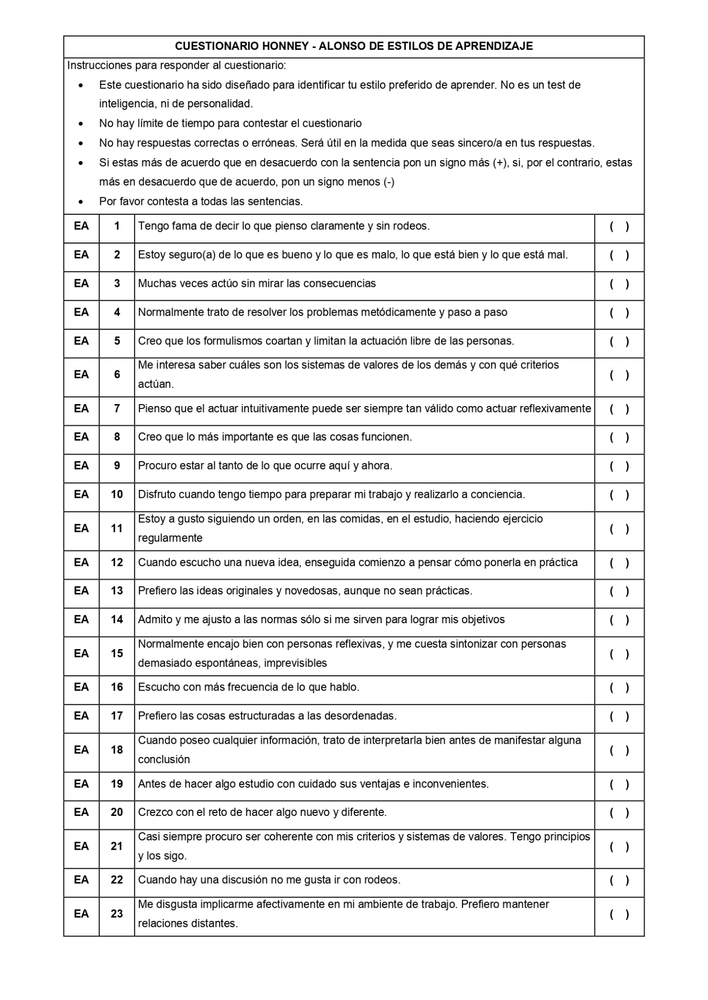 CUESTIONARIO HONNEY - ALONSO DE ESTILOS DE APRENDIZAJE
Instrucciones para responder al cuestionario:
• Este cuestionario ha sido diseñado para identificar tu estilo preferido de aprender. No es un test de
inteligencia, ni de personalidad.
• No hay límite de tiempo para contestar el cuestionario
• No hay respuestas correctas o erróneas. Será útil en la medida que seas sincero/a en tus respuestas.
• Si estas más de acuerdo que en desacuerdo con la sentencia pon un signo más (+), si, por el contrario, estas
más en desacuerdo que de acuerdo, pon un signo menos (-)
• Por favor contesta a todas las sentencias.
EA 1 Tengo fama de decir lo que pienso claramente y sin rodeos. ( )
EA 2 Estoy seguro(a) de lo que es bueno y lo que es malo, lo que está bien y lo que está mal. ( )
EA 3 Muchas veces actúo sin mirar las consecuencias ( )
EA 4 Normalmente trato de resolver los problemas metódicamente y paso a paso ( )
EA 5 Creo que los formulismos coartan y limitan la actuación libre de las personas. ( )
EA 6 Me interesa saber cuáles son los sistemas de valores de los demás y con qué criterios
actúan. ( )
EA 7 Pienso que el actuar intuitivamente puede ser siempre tan válido como actuar reflexivamente ( )
EA 8 Creo que lo más importante es que las cosas funcionen. ( )
EA 9 Procuro estar al tanto de lo que ocurre aquí y ahora. ( )
EA 10 Disfruto cuando tengo tiempo para preparar mi trabajo y realizarlo a conciencia. ( )
EA 11 Estoy a gusto siguiendo un orden, en las comidas, en el estudio, haciendo ejercicio
regularmente ( )
EA 12 Cuando escucho una nueva idea, enseguida comienzo a pensar cómo ponerla en práctica ( )
EA 13 Prefiero las ideas originales y novedosas, aunque no sean prácticas. ( )
EA 14 Admito y me ajusto a las normas sólo si me sirven para lograr mis objetivos ( )
EA 15 Normalmente encajo bien con personas reflexivas, y me cuesta sintonizar con personas
demasiado espontáneas, imprevisibles ( )
EA 16 Escucho con más frecuencia de lo que hablo. ( )
EA 17 Prefiero las cosas estructuradas a las desordenadas. ( )
EA 18 Cuando poseo cualquier información, trato de interpretarla bien antes de manifestar alguna
conclusión ( )
EA 19 Antes de hacer algo estudio con cuidado sus ventajas e inconvenientes. ( )
EA 20 Crezco con el reto de hacer algo nuevo y diferente. ( )
EA 21 Casi siempre procuro ser coherente con mis criterios y sistemas de valores. Tengo principios
y los sigo. ( )
EA 22 Cuando hay una discusión no me gusta ir con rodeos. ( )
EA 23 Me disgusta implicarme afectivamente en mi ambiente de trabajo. Prefiero mantener
relaciones distantes. ( )